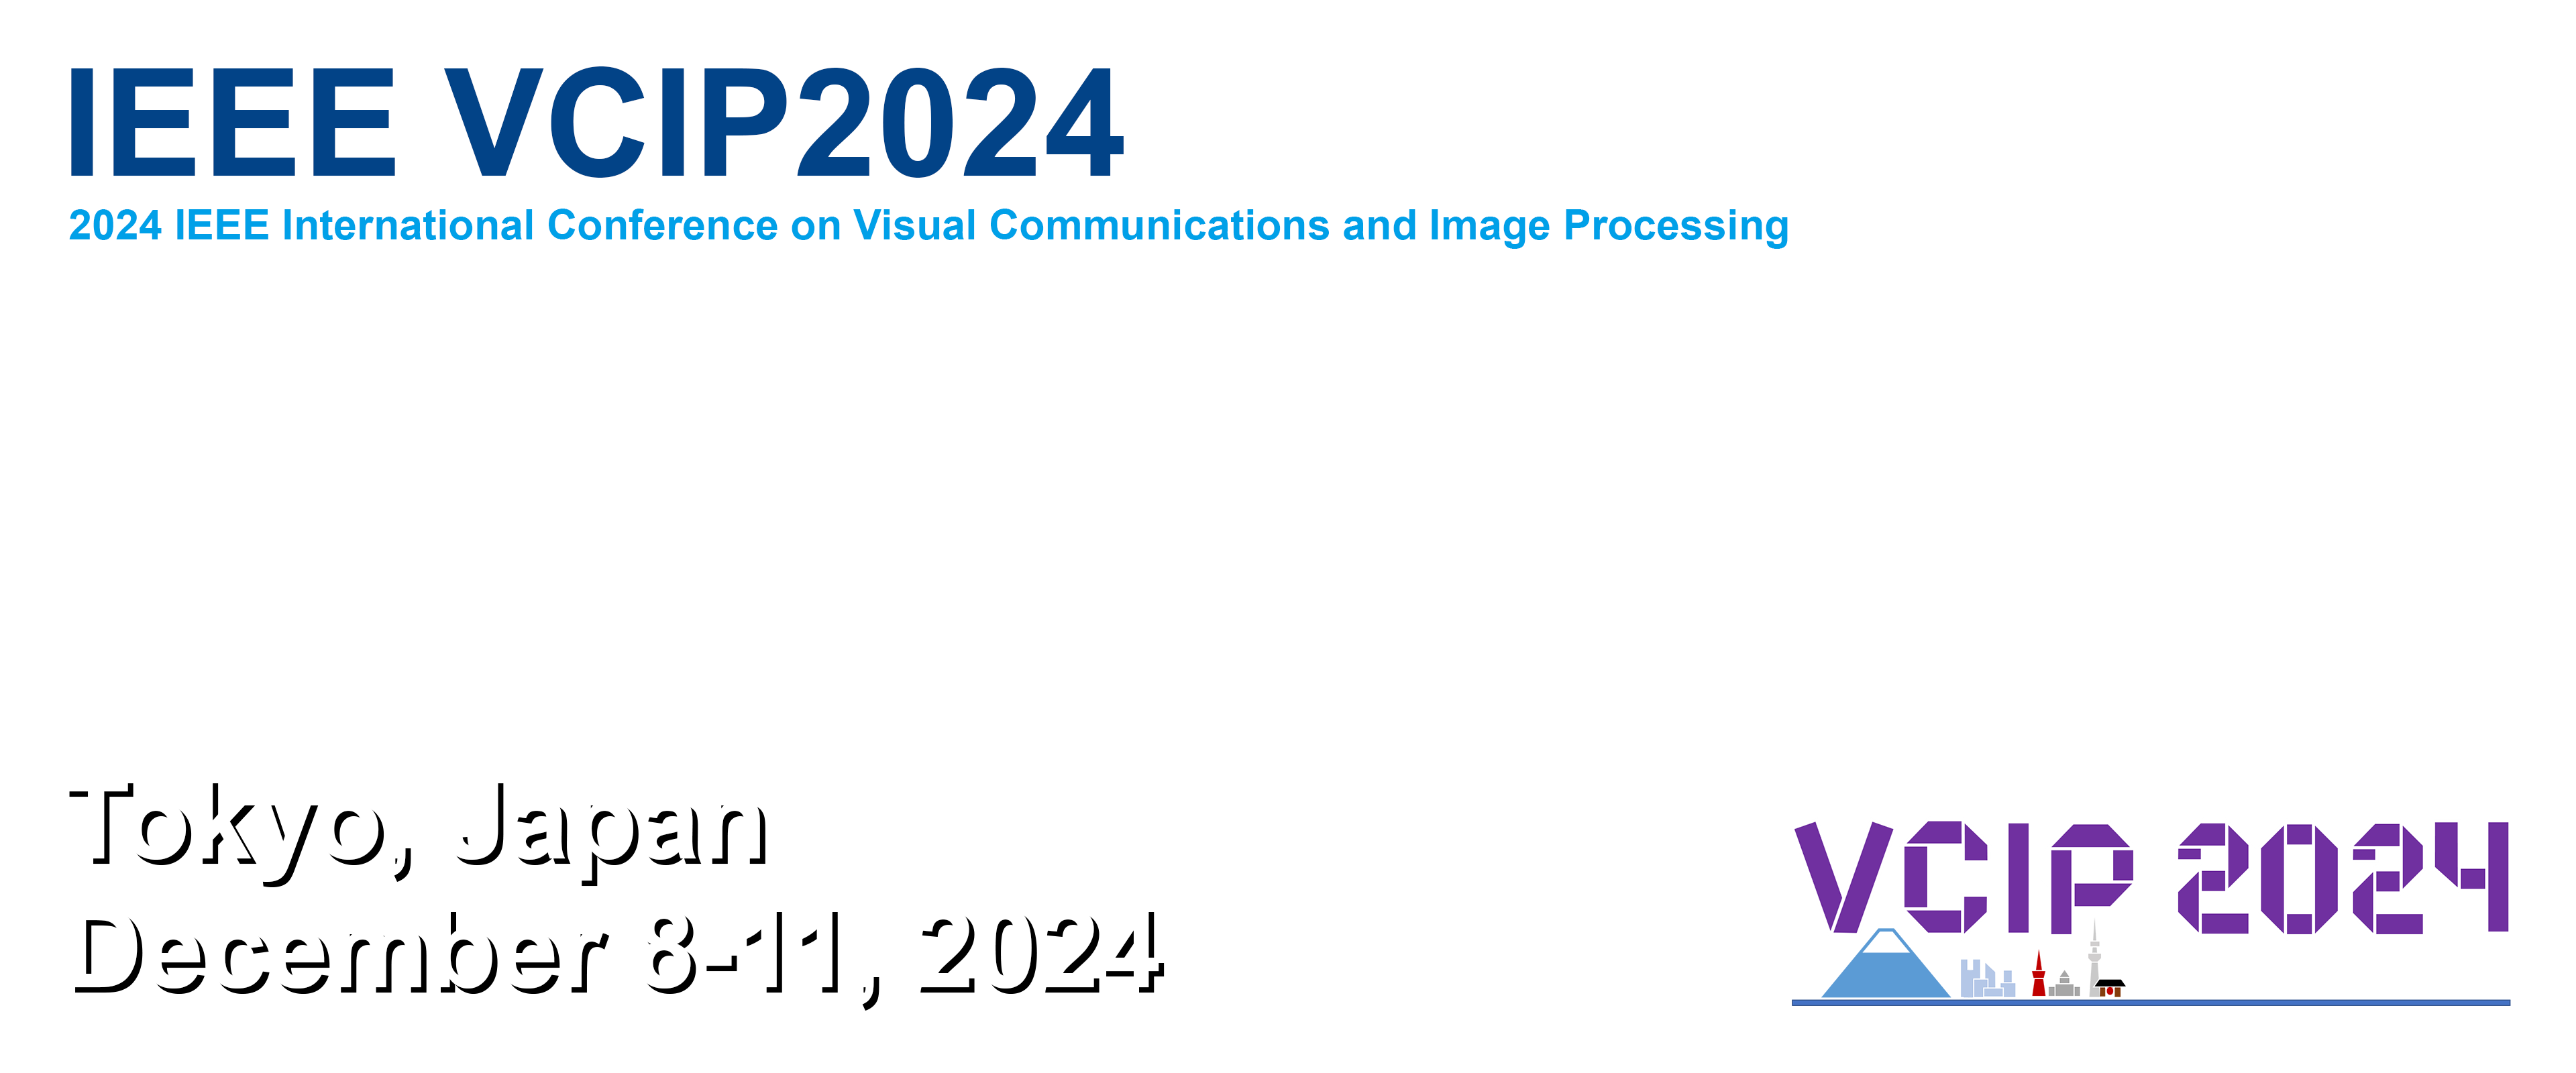 IEEE VCIP2024
2024 IEEE International Conference on Visual Communications and Image Processing
Tokyo, Japan
December 8-11, 2024
VCIP 2024